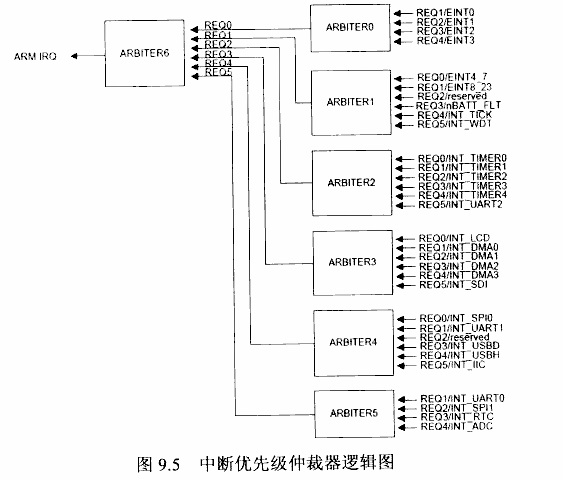 ARM IRQ
ARBITER6
REQ0
REQ1
REQ2
REQ3
REQ4
REQ5
ARBITER0
REQ1/EINT0
REQ2/EINT1
REQ3/EINT2
REQ4/EINT3
ARBITER1
REQ0/EINT4_7
REQ1/EINT8_23
REQ2/reserved
REQ3/nBATT_FLT
REQ4/INT_TICK
REQ5/INT_WDT
ARBITER2
REQ0/INT_TIMER0
REQ1/INT_TIMER1
REQ2/INT_TIMER2
REQ3/INT_TIMER3
REQ4/INT_TIMER4
REQ5/INT_UART2
ARBITER3
REQ0/INT_LCD
REQ1/INT_DMA0
REQ2/INT_DMA1
REQ3/INT_DMA2
REQ4/INT_DMA3
REQ5/INT_SDI
ARBITER4
REQ0/INT_SPI0
REQ1/INT_UART1
REQ2/reserved
REQ3/INT_USBD
REQ4/INT_USBH
REQ5/INT_IIC
ARBITER5
REQ1/INT_UART0
REQ2/INT_SPI1
REQ3/INT_RTC
REQ4/INT_ADC
图 9.5 中断优先级仲裁器逻辑图